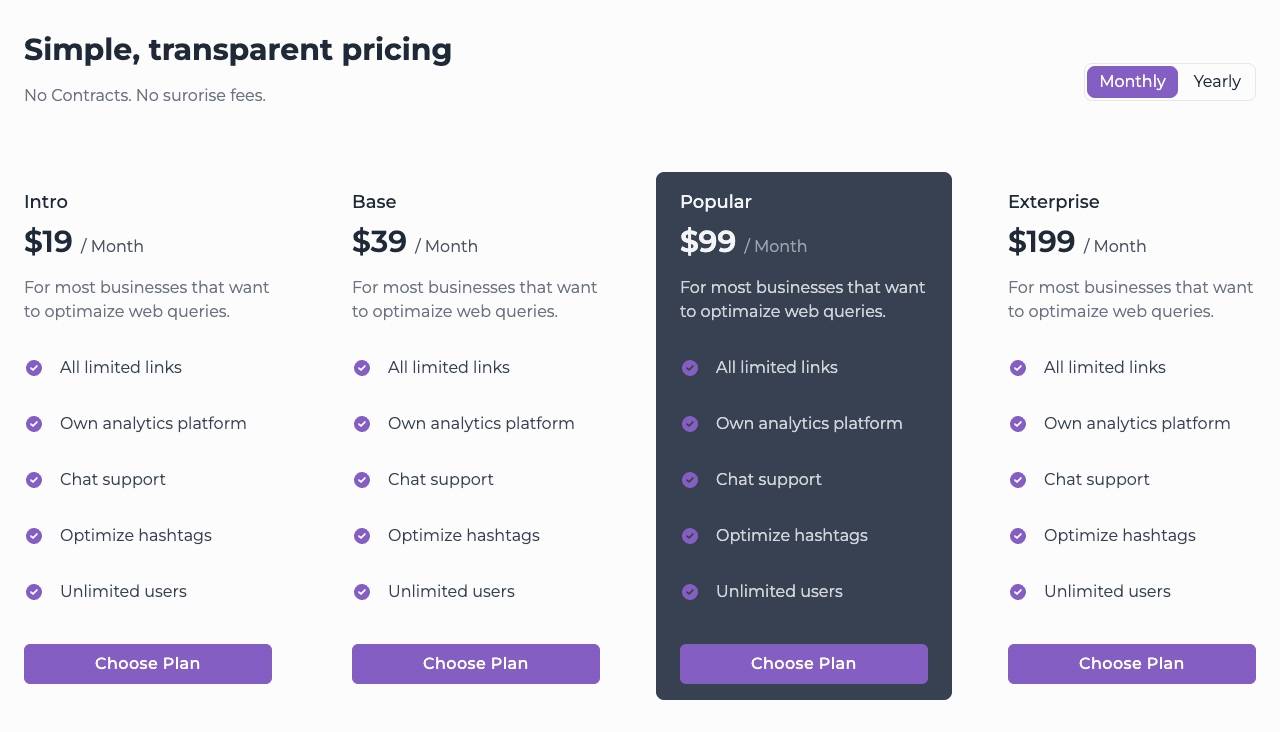 Simple, transparent pricing
No Contracts. No surorise fees.
Monthly
Yearly
Intro
$19 / Month
For most businesses that want
to optimaize web queries.
All limited links
Own analytics platform
Chat support
Optimize hashtags
Unlimited users
Choose Plan
Base
$39 / Month
For most businesses that want
to optimaize web queries.
All limited links
Own analytics platform
Chat support
Optimize hashtags
Unlimited users
Choose Plan
Popular
$99 / Month
For most businesses that want
to optimaize web queries.
All limited links
Own analytics platform
Chat support
Optimize hashtags
Unlimited users
Choose Plan
Exterprise
$199 / Month
For most businesses that want
to optimaize web queries.
All limited links
Own analytics platform
Chat support
Optimize hashtags
Unlimited users
Choose Plan